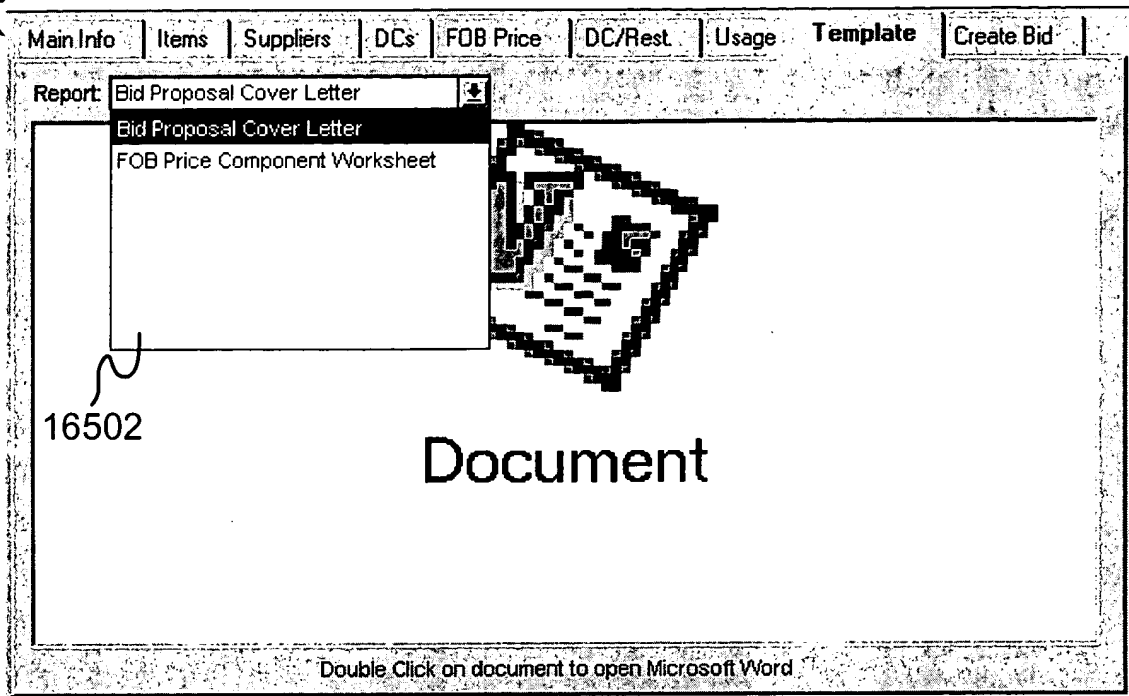 Main Info Items Suppliers DCs FOB Price DC/Rest. Usage Template Create Bid
Report: Bid Proposal Cover Letter
Bid Proposal Cover Letter
FOB Price Component Worksheet
16502
Document
Double Click on document to open Microsoft Word